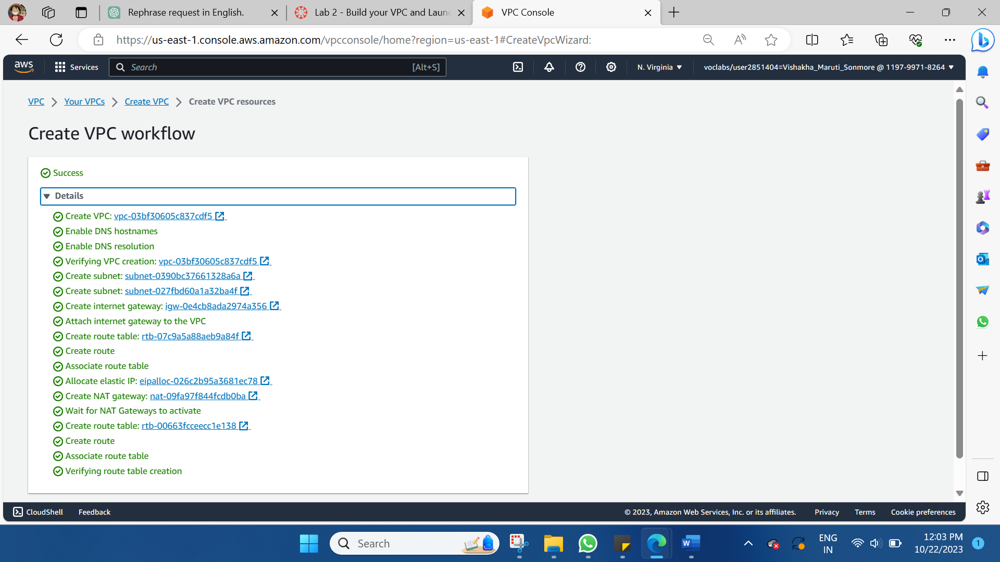 Rephrase request in English.
Lab 2 - Build your VPC and Laun
VPC Console
https://us-east-1.console.aws.amazon.com/vpcconsole/home?region=us-east-1#CreateVpcWizard:
aws
Services
Search
[Alt+S]
N. Virginia
voclabs/user2851404=Vishakha_Maruti_Sonmore @ 1197-9971-8264
VPC
Your VPCs
Create VPC
Create VPC resources
Create VPC workflow
Success
Details
Create VPC: vpc-03bf30605c837cdf5
Enable DNS hostnames
Enable DNS resolution
Verifying VPC creation: vpc-03bf30605c837cdf5
Create subnet: subnet-0390bc37661328a6a
Create subnet: subnet-027fbd60a1a32ba4f
Create internet gateway: igw-0e4cb8ada2974a356
Attach internet gateway to the VPC
Create route table: rtb-07c9a5a88aeb9a84f
Create route
Associate route table
Allocate elastic IP: eipalloc-026c2b95a3681ec78
Create NAT gateway: nat-09fa97f844fcdb0ba
Wait for NAT Gateways to activate
Create route table: rtb-00663fcceecc1e138
Create route
Associate route table
Verifying route table creation
CloudShell
Feedback
© 2023, Amazon Web Services, Inc. or its affiliates.
Privacy
Terms
Cookie preferences
Search
ENG
IN
12:03 PM
10/22/2023
1